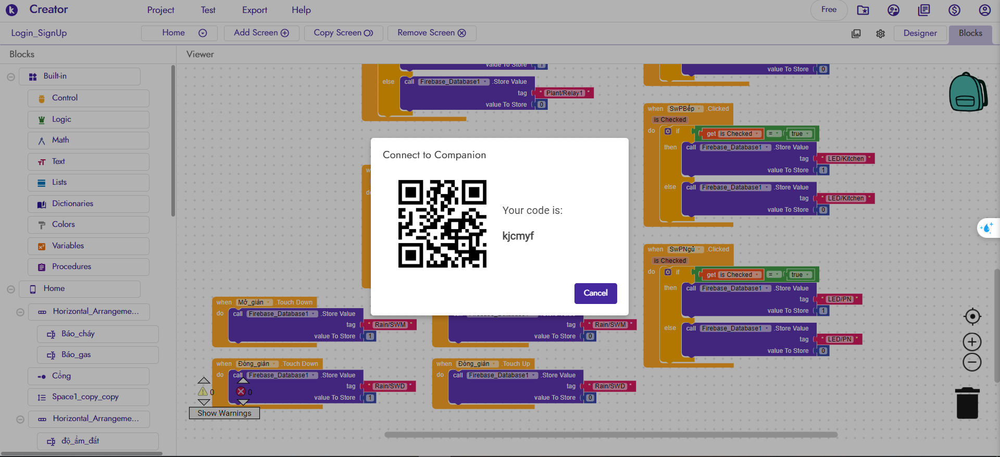 Creator
Project
Test
Export
Help
Free
Login_SignUp
Home
Add Screen
Copy Screen
Remove Screen
Designer
Blocks
Blocks
Viewer
Built-in
Control
Logic
Math
Text
Lists
Dictionaries
Colors
Variables
Procedures
Home
Horizontal_Arrangeme...
Báo_cháy
Báo_gas
Cổng
Space1_copy_copy
Horizontal_Arrangeme...
độ_ẩm_đất
value To Store 1
else call Firebase_Database1 .Store Value
tag " Plant/Relay1 "
value To Store 0
value To Store 0
when SwPBếp .Clicked
is Checked
do if get is Checked = true
then call Firebase_Database1 .Store Value
tag " LED/Kitchen "
value To Store 1
else call Firebase_Database1 .Store Value
tag " LED/Kitchen "
value To Store 0
when SwPNgủ .Clicked
is Checked
do if get is Checked = true
then call Firebase_Database1 .Store Value
tag " LED/PN "
value To Store 1
else call Firebase_Database1 .Store Value
tag " LED/PN "
value To Store 0
Connect to Companion
Your code is:
kjcmyf
Cancel
when Mở_giàn .Touch Down
do call Firebase_Database1 .Store Value
tag " Rain/SWM "
value To Store 1
tag " Rain/SWM "
value To Store 0
when Đóng_giàn .Touch Down
do call Firebase_Database1 .Store Value
tag " Rain/SWD "
value To Store 1
when Đóng_giàn .Touch Up
do call Firebase_Database1 .Store Value
tag " Rain/SWD "
value To Store 0
0
0
Show Warnings